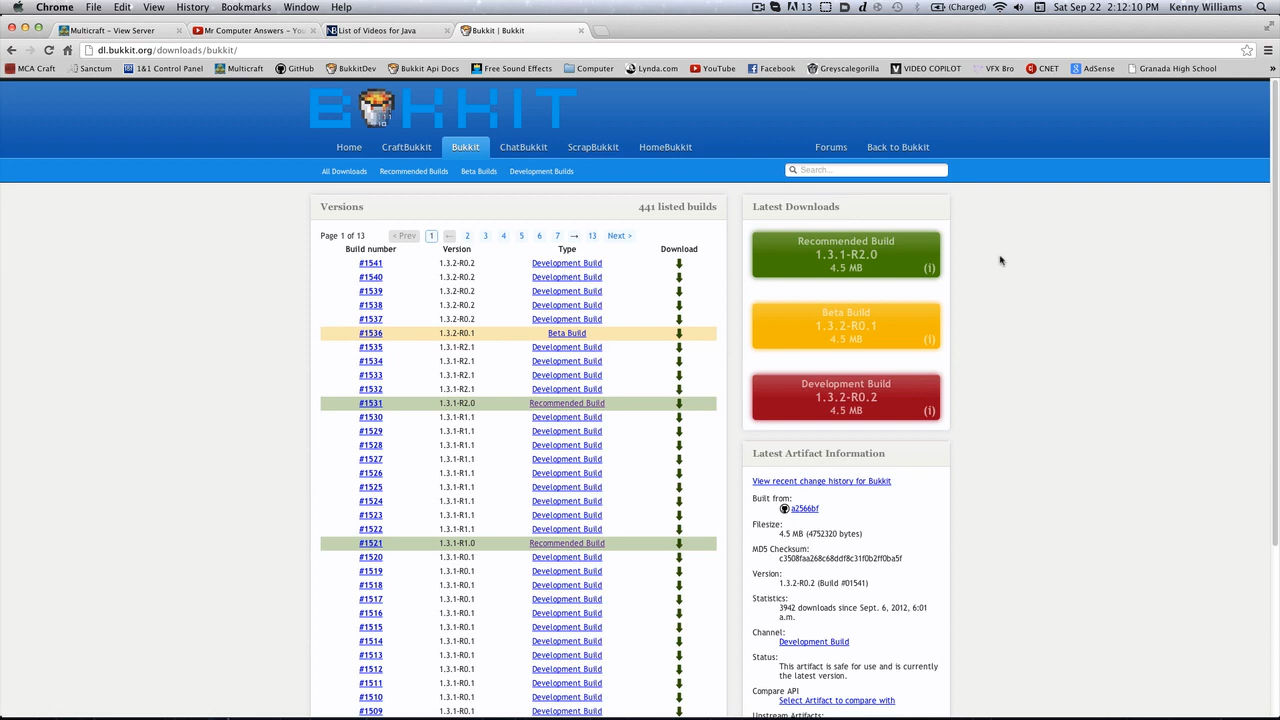 Chrome File Edit View History Bookmarks Window Help 13 (Charged) Sat Sep 22 2:12:10 PM Kenny Williams
Multicraft – View Server Mr Computer Answers – You List of Videos for Java Bukkit | Bukkit
dl.bukkit.org/downloads/bukkit/
MCA Craft Sanctum 1&1 Control Panel Multicraft GitHub BukkitDev Bukkit Api Docs Free Sound Effects Computer Lynda.com YouTube Facebook Greyscalegorilla VIDEO COPILOT VFX Bro CNET AdSense Granada High School »
BUKKIT
Home CraftBukkit Bukkit ChatBukkit ScrapBukkit HomeBukkit Forums Back to Bukkit
All Downloads Recommended Builds Beta Builds Development Builds Search...
Versions 441 listed builds
Page 1 of 13 < Prev 1 ← 2 3 4 5 6 7 → 13 Next >
Build number Version Type Download
#1541 1.3.2-R0.2 Development Build
#1540 1.3.2-R0.2 Development Build
#1539 1.3.2-R0.2 Development Build
#1538 1.3.2-R0.2 Development Build
#1537 1.3.2-R0.2 Development Build
#1536 1.3.2-R0.1 Beta Build
#1535 1.3.1-R2.1 Development Build
#1534 1.3.1-R2.1 Development Build
#1533 1.3.1-R2.1 Development Build
#1532 1.3.1-R2.1 Development Build
#1531 1.3.1-R2.0 Recommended Build
#1530 1.3.1-R1.1 Development Build
#1529 1.3.1-R1.1 Development Build
#1528 1.3.1-R1.1 Development Build
#1527 1.3.1-R1.1 Development Build
#1526 1.3.1-R1.1 Development Build
#1525 1.3.1-R1.1 Development Build
#1524 1.3.1-R1.1 Development Build
#1523 1.3.1-R1.1 Development Build
#1522 1.3.1-R1.1 Development Build
#1521 1.3.1-R1.0 Recommended Build
#1520 1.3.1-R0.1 Development Build
#1519 1.3.1-R0.1 Development Build
#1518 1.3.1-R0.1 Development Build
#1517 1.3.1-R0.1 Development Build
#1516 1.3.1-R0.1 Development Build
#1515 1.3.1-R0.1 Development Build
#1514 1.3.1-R0.1 Development Build
#1513 1.3.1-R0.1 Development Build
#1512 1.3.1-R0.1 Development Build
#1511 1.3.1-R0.1 Development Build
#1510 1.3.1-R0.1 Development Build
#1509 1.3.1-R0.1 Development Build
Latest Downloads
Recommended Build
1.3.1-R2.0
4.5 MB (i)
Beta Build
1.3.2-R0.1
4.5 MB (i)
Development Build
1.3.2-R0.2
4.5 MB (i)
Latest Artifact Information
View recent change history for Bukkit
Built from:
a2566bf
Filesize:
4.5 MB (4752320 bytes)
MD5 Checksum:
c3508faa268c68ddf8c31f0b2ff0ba5f
Version:
1.3.2-R0.2 (Build #01541)
Statistics:
3942 downloads since Sept. 6, 2012, 6:01
a.m.
Channel:
Development Build
Status:
This artifact is safe for use and is currently
the latest version.
Compare API
Select Artifact to compare with
Upstream Artifacts: